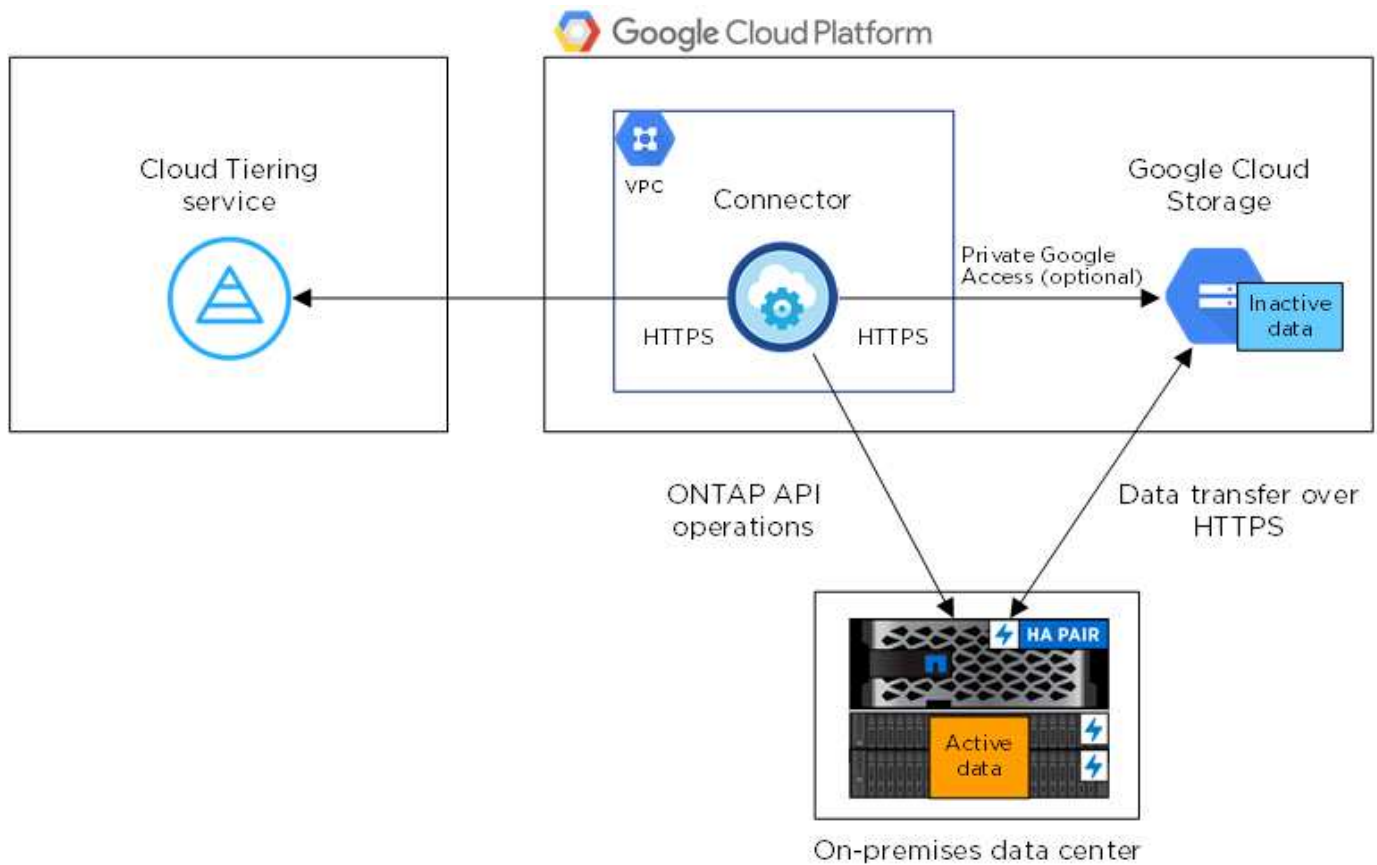 Google Cloud Platform
Cloud Tiering
service
VPC
Connector
HTTPS
HTTPS
Private Google
Access (optional)
Google Cloud
Storage
Inactive
data
ONTAP API
operations
Data transfer over
HTTPS
HA PAIR
Active
data
On-premises data center